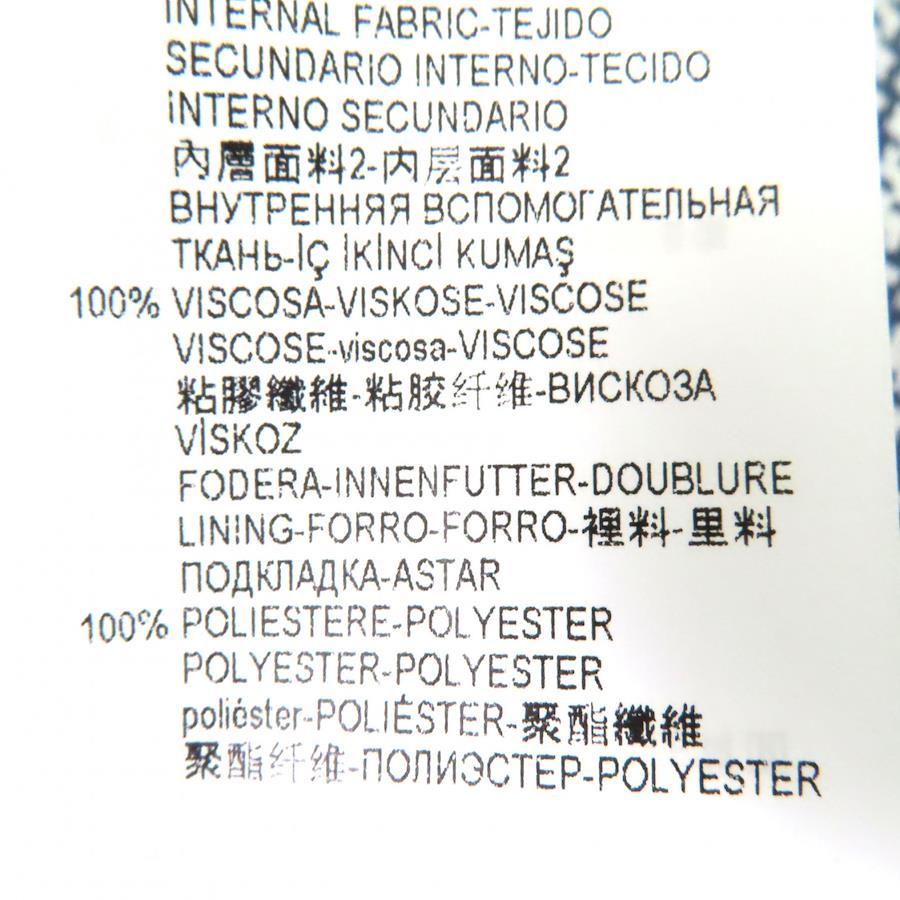 INTERNAL FABRIC-TEJIDO
SECUNDARIO INTERNO-TECIDO
INTERNO SECUNDARIO
內層面料2-内层面料2
ВНУТРЕННЯЯ ВСПОМОГАТЕЛЬНАЯ
ТКАНЬ-İÇ İKİNCİ KUMAŞ
100% VISCOSA-VISKOSE-VISCOSE
VISCOSE-viscosa-VISCOSE
粘膠纖維-粘胶纤维-ВИСКОЗА
VİSKOZ
FODERA-INNENFUTTER-DOUBLURE
LINING-FORRO-FORRO-裡料-里料
ПОДКЛАДКА-ASTAR
100% POLIESTERE-POLYESTER
POLYESTER-POLYESTER
poliéster-POLIÉSTER-聚酯纖維
聚酯纤维-ПОЛИЭСТЕР-POLYESTER